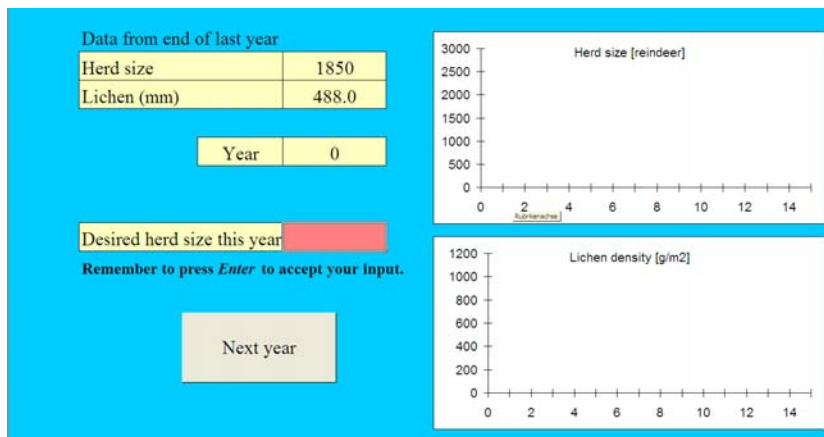 Data from end of last year
Herd size 1850
Lichen (mm) 488.0
Year 0
Desired herd size this year
Remember to press Enter to accept your input.
Next year
Herd size [reindeer]
3000
2500
2000
1500
1000
500
0
0 2 4 6 8 10 12 14
Rubrikenachse
Lichen density [g/m2]
1200
1000
800
600
400
200
0
0 2 4 6 8 10 12 14